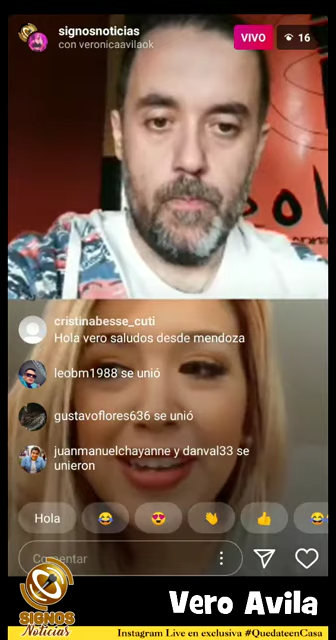 signosnoticias
con veronicaavilaok
VIVO
16
cristinabesse_cuti
Hola vero saludos desde mendoza
leobm1988 se unió
gustavoflores636 se unió
juanmanuelchayanne y danval33 se
unieron
Hola
Comentar
SIGNOS
Noticias
Vero Avila
Instagram Live en exclusiva #QuedateenCasa